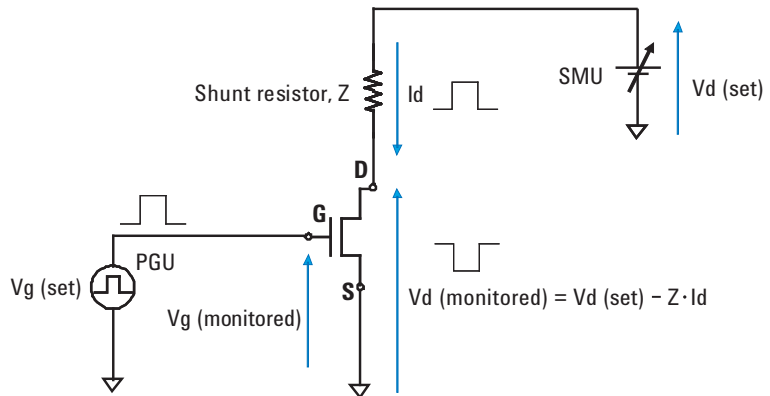 SMU
Vd (set)
Shunt resistor, Z
Id
D
G
PGU
Vg (set)
S
Vg (monitored)
Vd (monitored) = Vd (set) – Z·Id